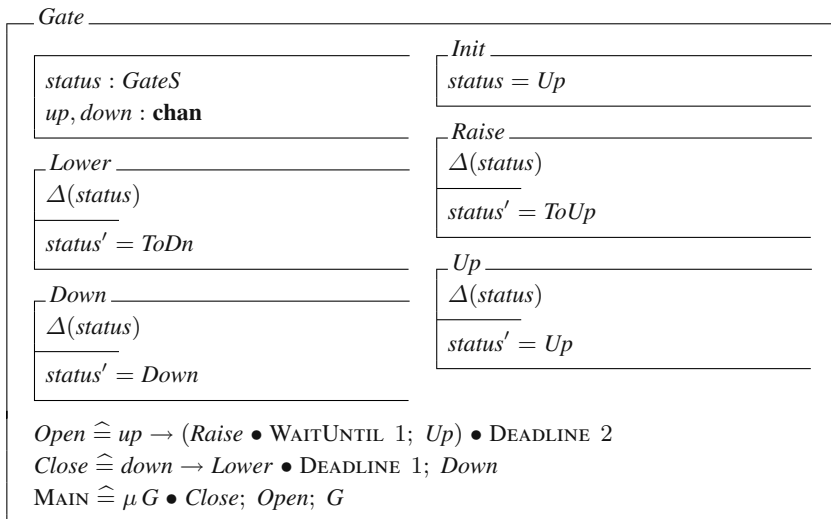 Gate
status : GateS
up, down : chan
Init
status = Up
Lower
Δ(status)
status′ = ToDn
Raise
Δ(status)
status′ = ToUp
Down
Δ(status)
status′ = Down
Up
Δ(status)
status′ = Up
Open ≙ up → (Raise • WAITUNTIL 1; Up) • DEADLINE 2
Close ≙ down → Lower • DEADLINE 1; Down
MAIN ≙ μ G • Close; Open; G